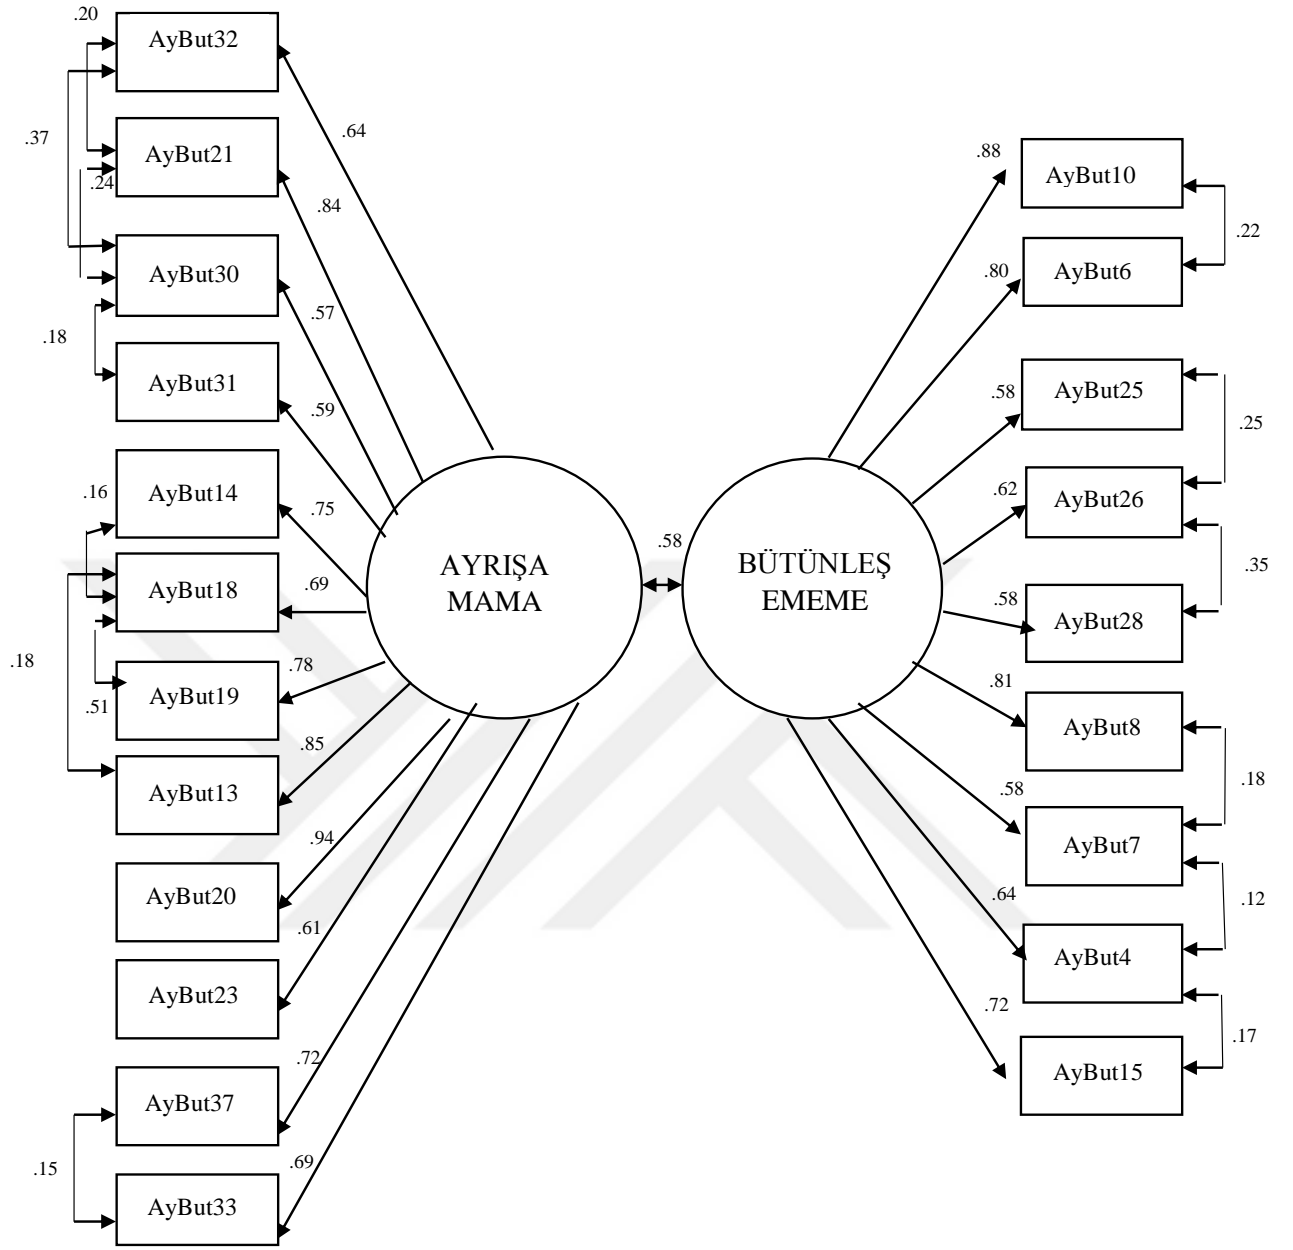 .20
AyBut32
.37
.64
AyBut21
.24
.84
AyBut30
.57
.18
AyBut31
.59
AyBut14
.16
.75
AyBut18
.69
.18
AyBut19
.78
.51
AyBut13
.85
AyBut20
.94
AyBut23
.61
AyBut37
.72
.15
AyBut33
.69
AYRIŞA
MAMA
.58
BÜTÜNLEŞ
EMEME
.88
AyBut10
.22
.80
AyBut6
.58
AyBut25
.25
.62
AyBut26
.35
.58
AyBut28
.81
AyBut8
.18
.58
AyBut7
.12
.64
AyBut4
.17
.72
AyBut15